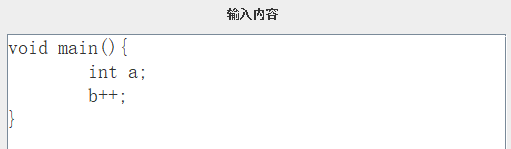 输入内容
void main(){
        int a;
        b++;
}